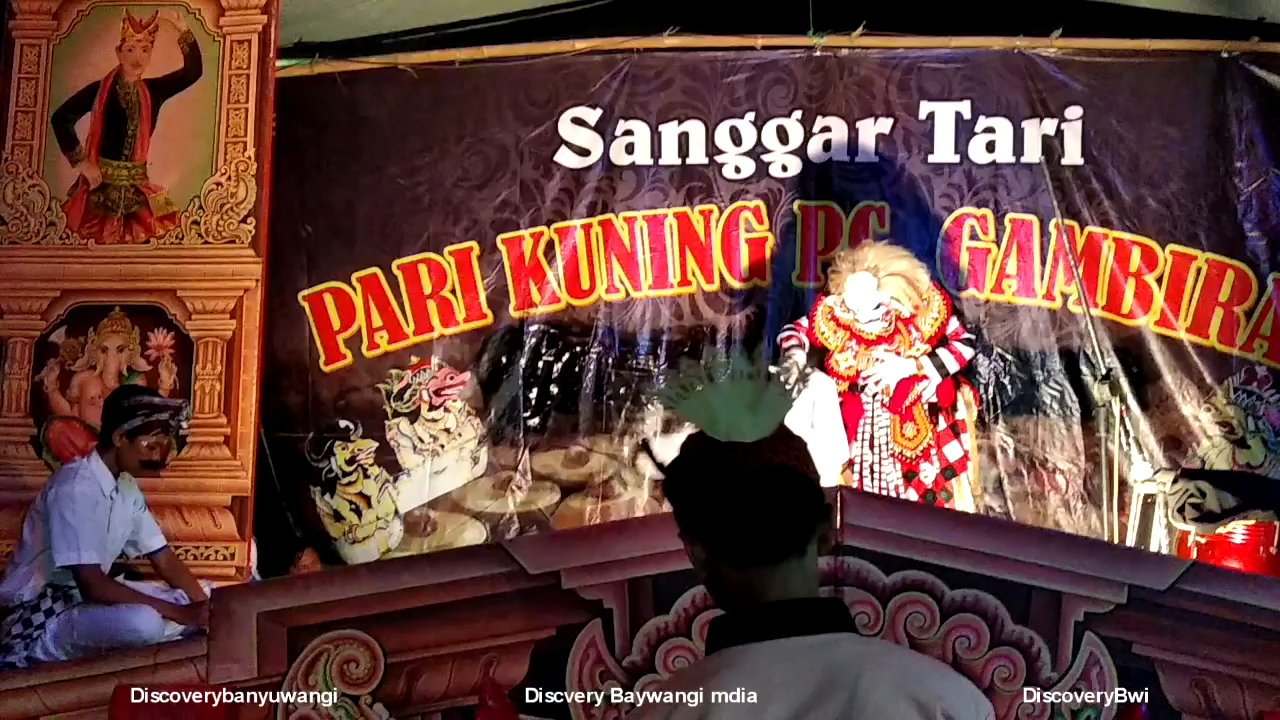 Sanggar Tari
PARI KUNING PC GAMBIRA
Discoverybanyuwangi
Discvery Baywangi mdia
DiscoveryBwi